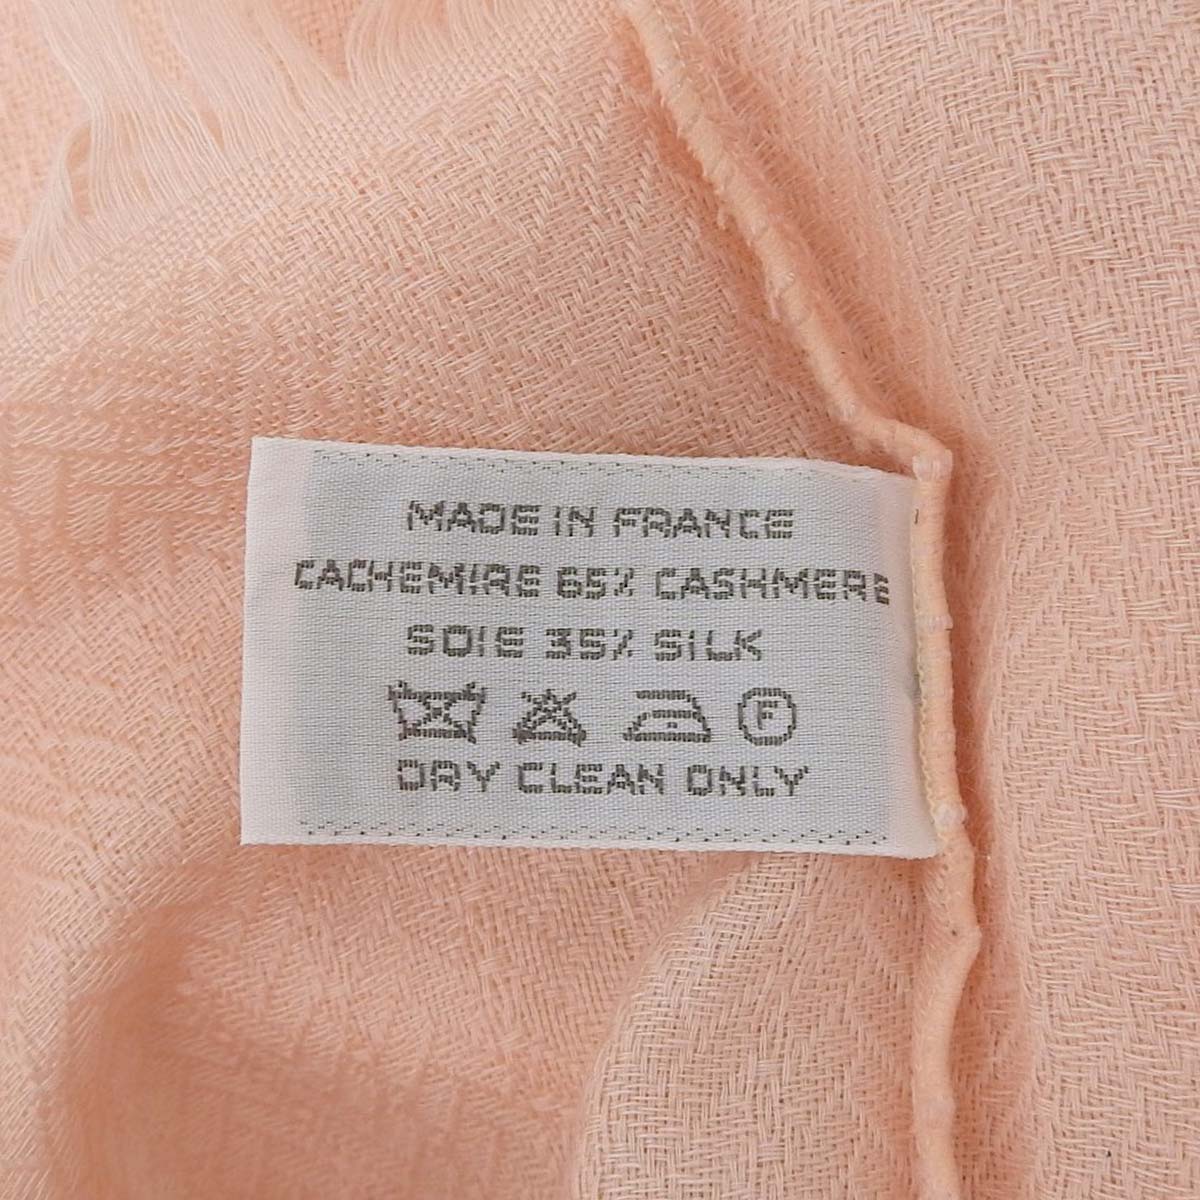 MADE IN FRANCE
CACHEMIRE 65% CASHMERE
SOIE 35% SILK
F
DRY CLEAN ONLY